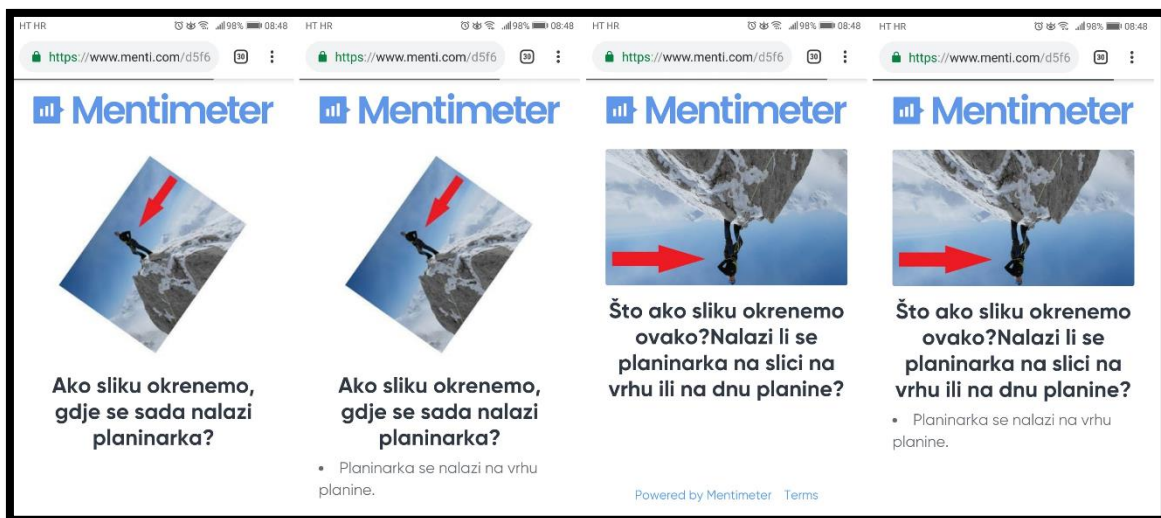 HT HR 98% 08:48
https://www.menti.com/d5f6 30
Mentimeter
Ako sliku okrenemo,
gdje se sada nalazi
planinarka?
HT HR 98% 08:48
https://www.menti.com/d5f6 30
Mentimeter
Ako sliku okrenemo,
gdje se sada nalazi
planinarka?
• Planinarka se nalazi na vrhu
planine.
HT HR 98% 08:48
https://www.menti.com/d5f6 30
Mentimeter
Što ako sliku okrenemo
ovako?Nalazi li se
planinarka na slici na
vrhu ili na dnu planine?
Powered by Mentimeter Terms
HT HR 98% 08:48
https://www.menti.com/d5f6 30
Mentimeter
Što ako sliku okrenemo
ovako?Nalazi li se
planinarka na slici na
vrhu ili na dnu planine?
• Planinarka se nalazi na vrhu
planine.